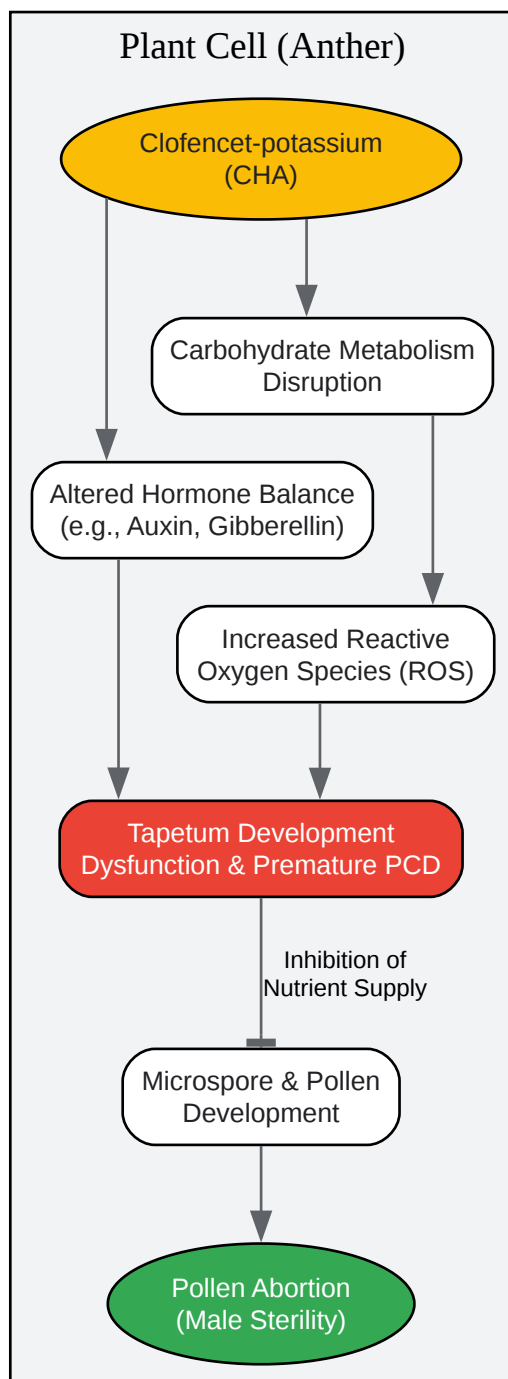 Plant Cell (Anther)
Clofencet-potassium
(CHA)
Carbohydrate Metabolism
Disruption
Altered Hormone Balance
(e.g., Auxin, Gibberellin)
Increased Reactive
Oxygen Species (ROS)
Tapetum Development
Dysfunction & Premature PCD
Inhibition of
Nutrient Supply
Microspore & Pollen
Development
Pollen Abortion
(Male Sterility)